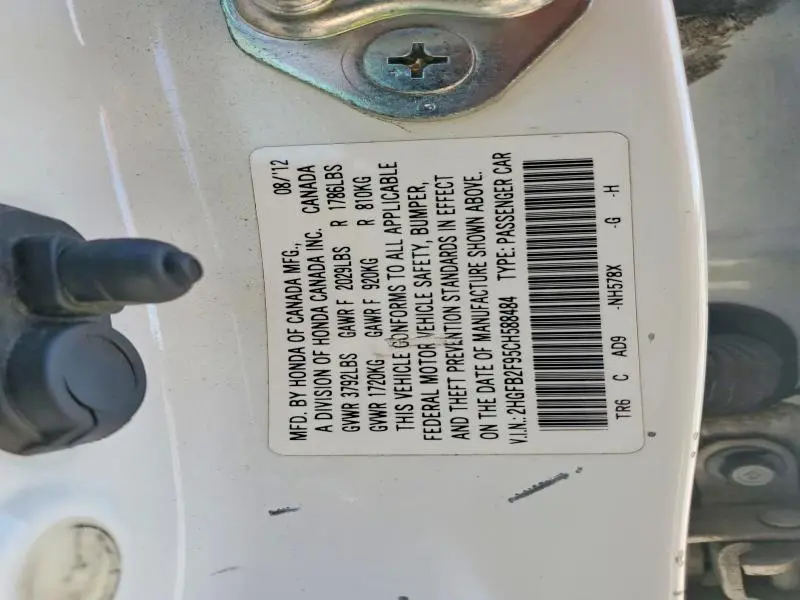 MFD. BY HONDA OF CANADA MFG., 08/'12
A DIVISION OF HONDA CANADA INC. CANADA
GVWR 3792LBS GAWR F 2029LBS R 1786LBS
GVWR 1720KG GAWR F 920KG R 810KG
THIS VEHICLE CONFORMS TO ALL APPLICABLE
FEDERAL MOTOR VEHICLE SAFETY, BUMPER,
AND THEFT PREVENTION STANDARDS IN EFFECT
ON THE DATE OF MANUFACTURE SHOWN ABOVE.
V.I.N.: 2HGFB2F95CH588484 TYPE: PASSENGER CAR
TR6 C AD9 -NH578X -G -H